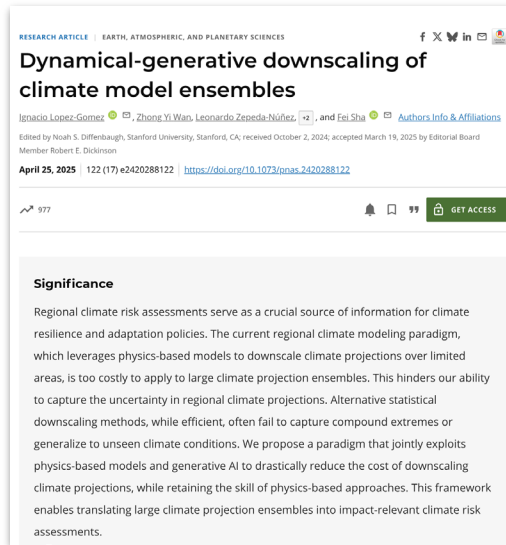 RESEARCH ARTICLE | EARTH, ATMOSPHERIC, AND PLANETARY SCIENCES
Dynamical-generative downscaling of
climate model ensembles
Ignacio Lopez-Gomez, Zhong Yi Wan, Leonardo Zepeda-Núñez, +2, and Fei Sha Authors Info & Affiliations
Edited by Noah S. Diffenbaugh, Stanford University, Stanford, CA; received October 2, 2024; accepted March 19, 2025 by Editorial Board
Member Robert E. Dickinson
April 25, 2025 | 122 (17) e2420288122 | https://doi.org/10.1073/pnas.2420288122
977
GET ACCESS
Significance
Regional climate risk assessments serve as a crucial source of information for climate
resilience and adaptation policies. The current regional climate modeling paradigm,
which leverages physics-based models to downscale climate projections over limited
areas, is too costly to apply to large climate projection ensembles. This hinders our ability
to capture the uncertainty in regional climate projections. Alternative statistical
downscaling methods, while efficient, often fail to capture compound extremes or
generalize to unseen climate conditions. We propose a paradigm that jointly exploits
physics-based models and generative AI to drastically reduce the cost of downscaling
climate projections, while retaining the skill of physics-based approaches. This framework
enables translating large climate projection ensembles into impact-relevant climate risk
assessments.